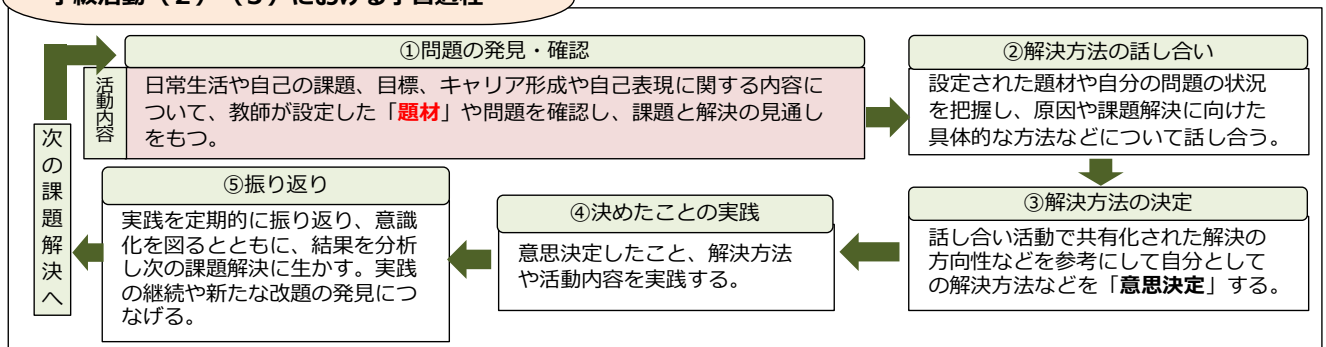 学級活動（２）（３）における学習過程
①問題の発見・確認
活動内容
日常生活や自己の課題、目標、キャリア形成や自己表現に関する内容に
ついて、教師が設定した「題材」や問題を確認し、課題と解決の見通し
をもつ。
②解決方法の話し合い
設定された題材や自分の問題の状況
を把握し、原因や課題解決に向けた
具体的な方法などについて話し合う。
③解決方法の決定
話し合い活動で共有化された解決の
方向性などを参考にして自分として
の解決方法などを「意思決定」する。
④決めたことの実践
意思決定したこと、解決方法
や活動内容を実践する。
⑤振り返り
実践を定期的に振り返り、意識
化を図るとともに、結果を分析
し次の課題解決に生かす。実践
の継続や新たな改題の発見につ
なげる。
次の課題解決へ